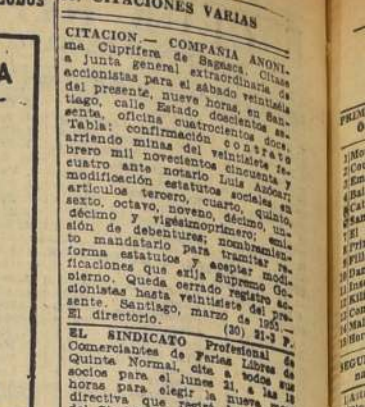 CITACIONES VARIAS
CITACION.— COMPAÑIA ANONI-
ma Cuprífera de Sagasca. Cítase
a junta general extraordinaria de
accionistas para el sábado veintiséis
del presente, nueve horas, en San-
tiago, calle Estado doscientos se-
senta, oficina cuatrocientos doce.
Tabla: confirmación contrato
arriendo minas del veintisiete fe-
brero mil novecientos cincuenta y
cuatro ante notario Luis Azócar;
modificación estatutos sociales en
artículos tercero, cuarto, quinto,
sexto, octavo, noveno, décimo, un-
décimo y vigésimoprimero; emi-
sión de debentures; nombramien-
to mandatario para tramitar re-
forma estatutos y aceptar modi-
ficaciones que exija Supremo Go-
bierno. Queda cerrado registro ac-
cionistas hasta veintisiete del pre-
sente. Santiago, marzo de 1955.—
El directorio.
(20) 21-3 P.
EL SINDICATO Profesional de
Comerciantes de Ferias Libres de
Quinta Normal, cita a todos sus
socios para el lunes 21, a las 18
horas para elegir la nueva
directiva que